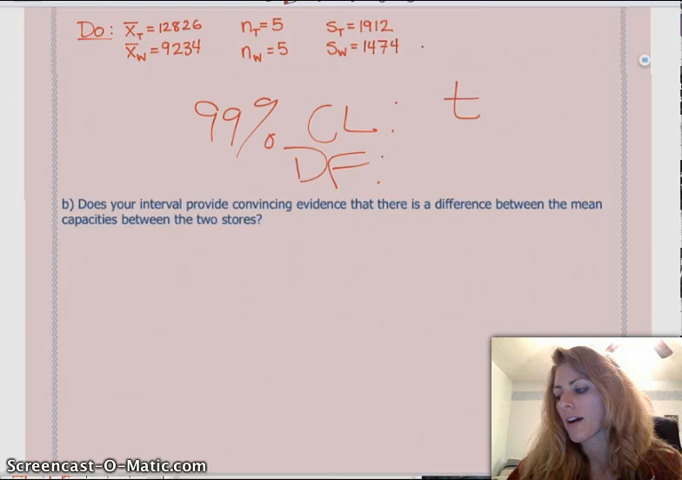 Do: x̄T = 12826 nT = 5 ST = 1912
x̄W = 9234 nW = 5 SW = 1474
99% CL: t
DF:
b) Does your interval provide convincing evidence that there is a difference between the mean
capacities between the two stores?
Screencast-O-Matic.com